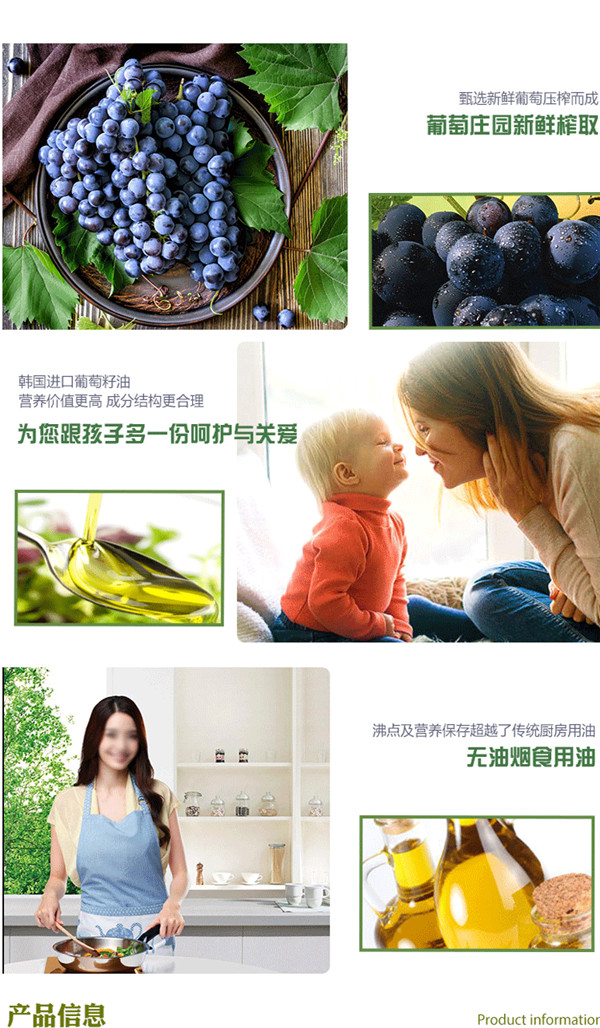 甄选新鲜葡萄压榨而成
葡萄庄园新鲜榨取
韩国进口葡萄籽油
营养价值更高 成分结构更合理
为您跟孩子多一份呵护与关爱
沸点及营养保存超越了传统厨房用油
无油烟食用油
产品信息
Product information